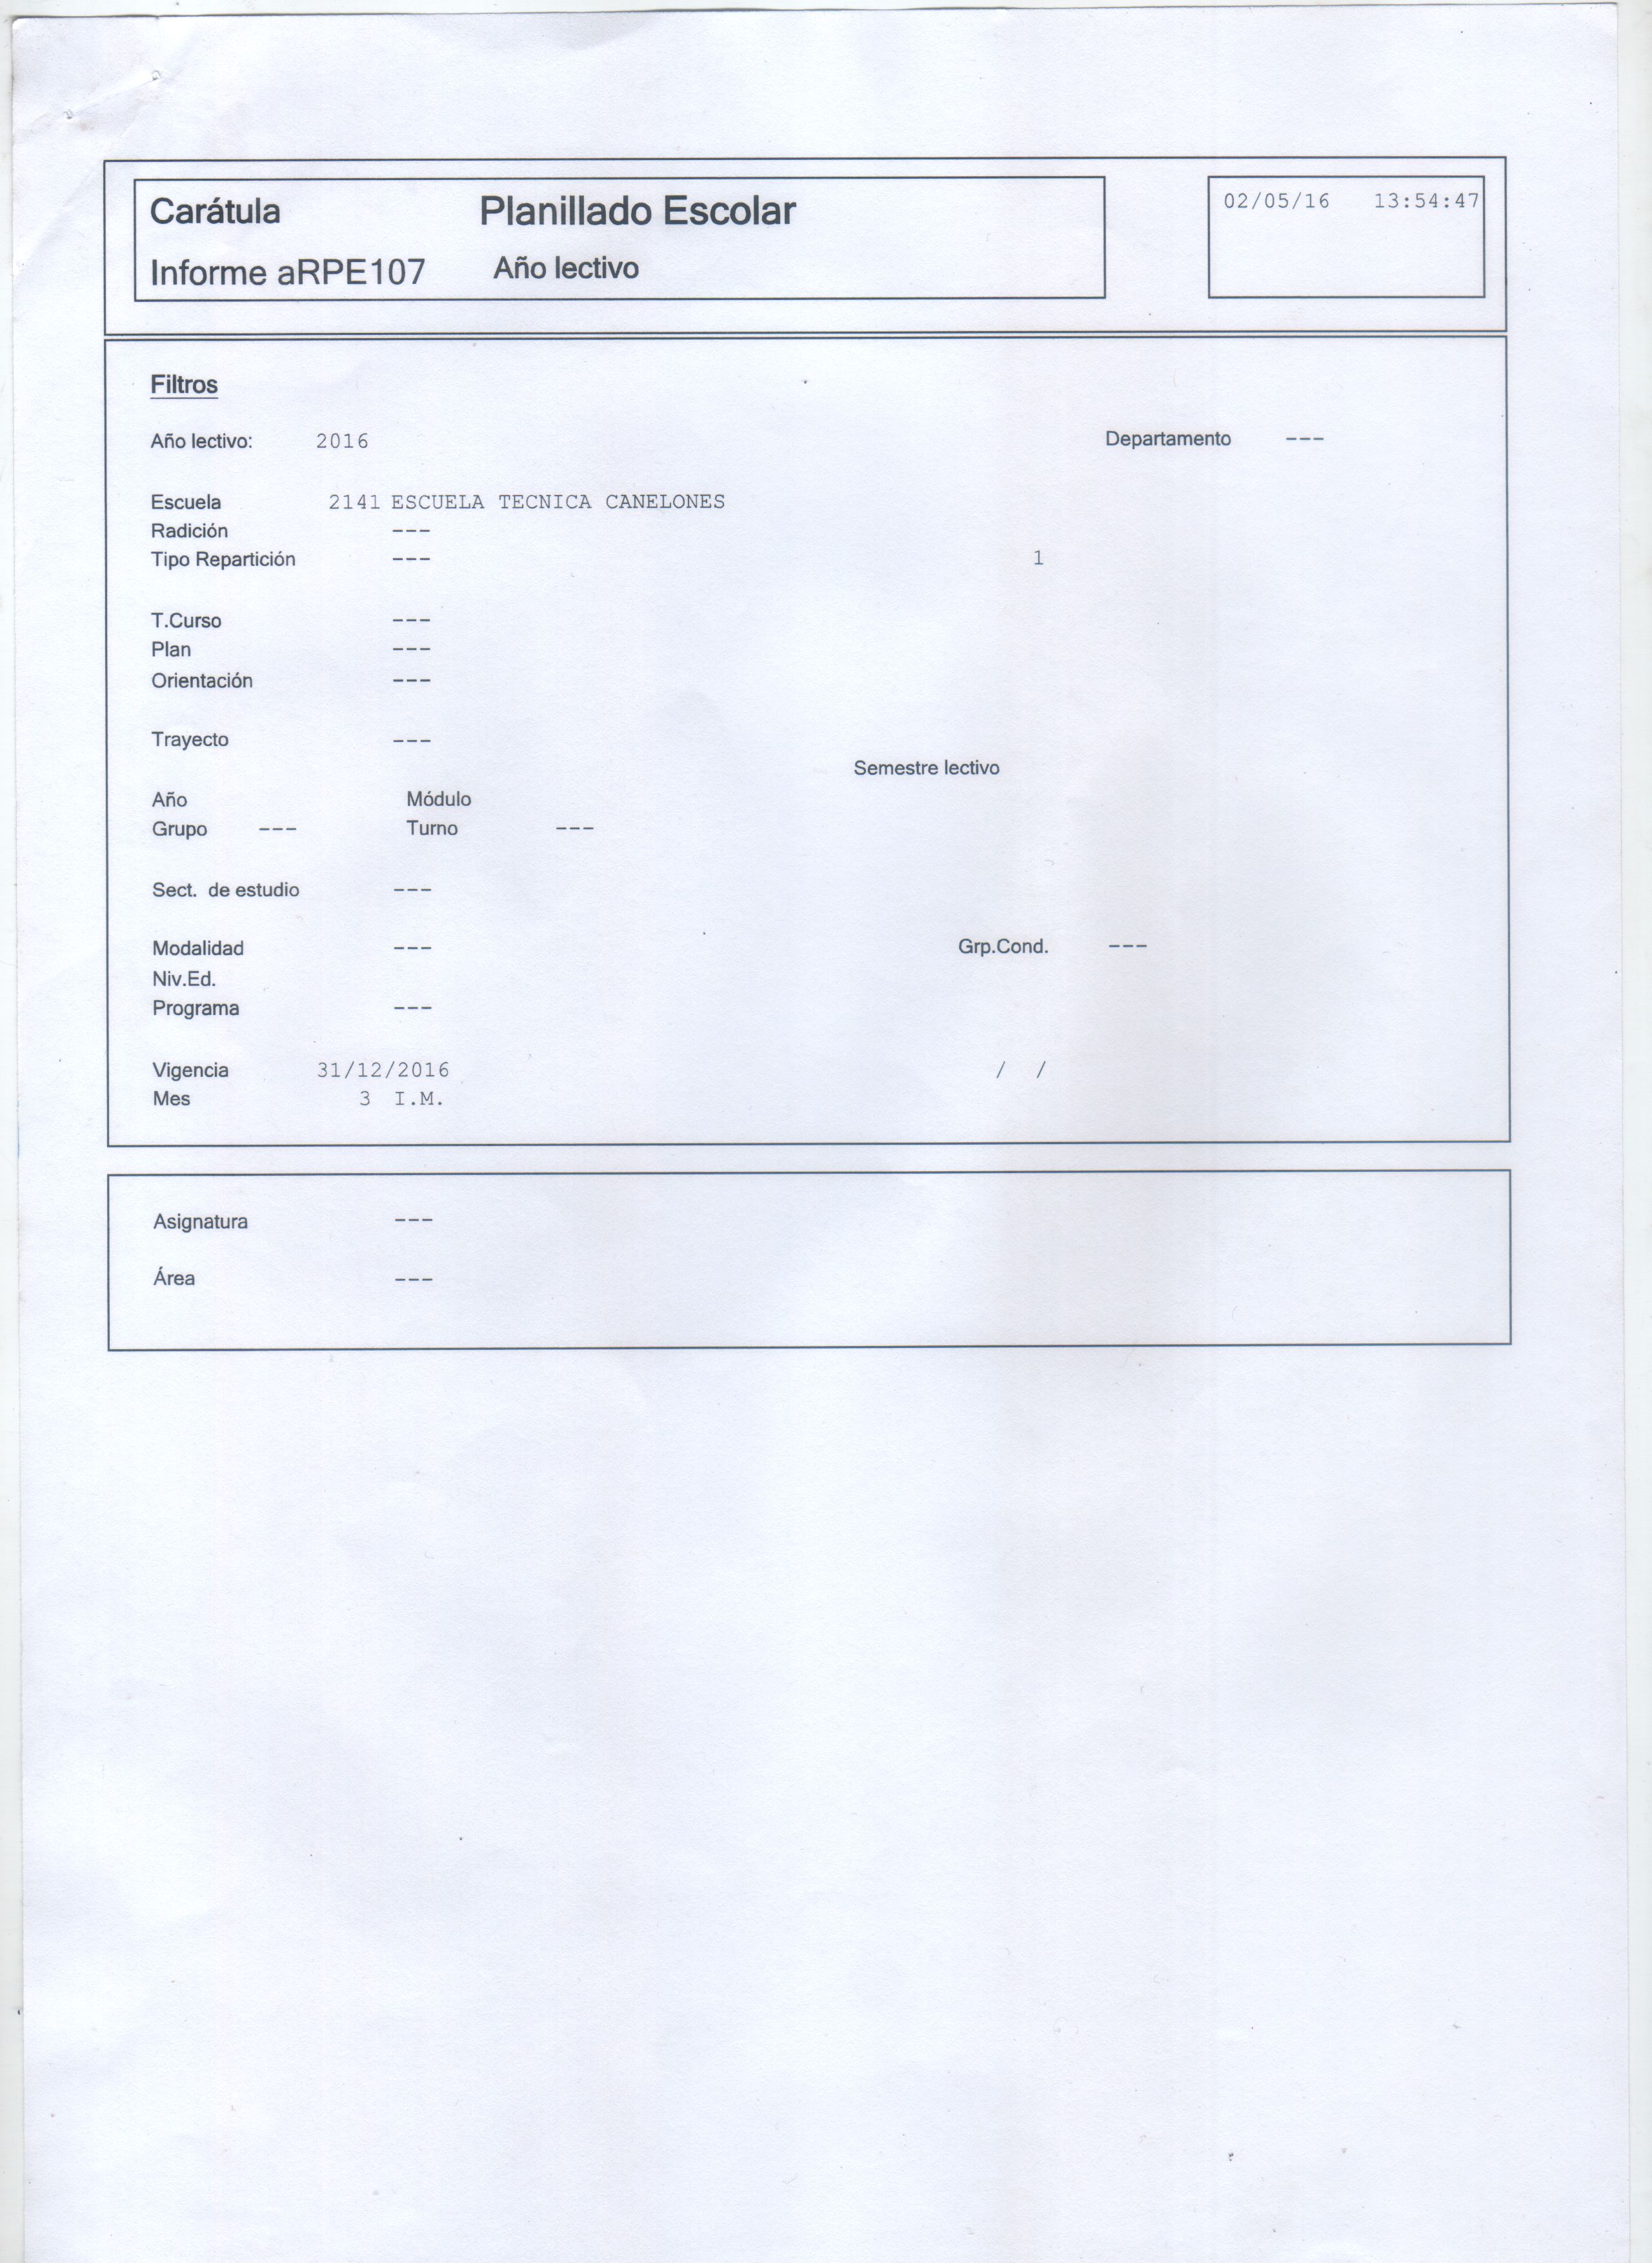 Carátula Planillado Escolar 02/05/16 13:54:47
Informe aRPE107 Año lectivo
Filtros
Año lectivo: 2016 Departamento ---
Escuela 2141 ESCUELA TECNICA CANELONES
Radición ---
Tipo Repartición --- 1
T.Curso ---
Plan ---
Orientación ---
Trayecto ---
Semestre lectivo
Año Módulo
Grupo --- Turno ---
Sect. de estudio ---
Modalidad --- Grp.Cond. ---
Niv.Ed.
Programa ---
Vigencia 31/12/2016 / /
Mes 3 I.M.
Asignatura ---
Área ---